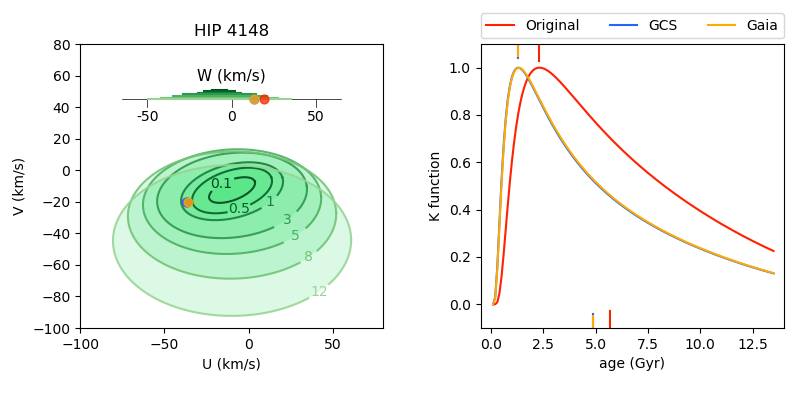 HIP 4148
80
60
40
20
0
−20
−40
−60
−80
−100
V (km/s)
W (km/s)
-50 0 50
0.1
0.5
1
3
5
8
12
−100 −50 0 50
U (km/s)
Original GCS Gaia
1.0
0.8
0.6
0.4
0.2
0.0
K function
0.0 2.5 5.0 7.5 10.0 12.5
age (Gyr)